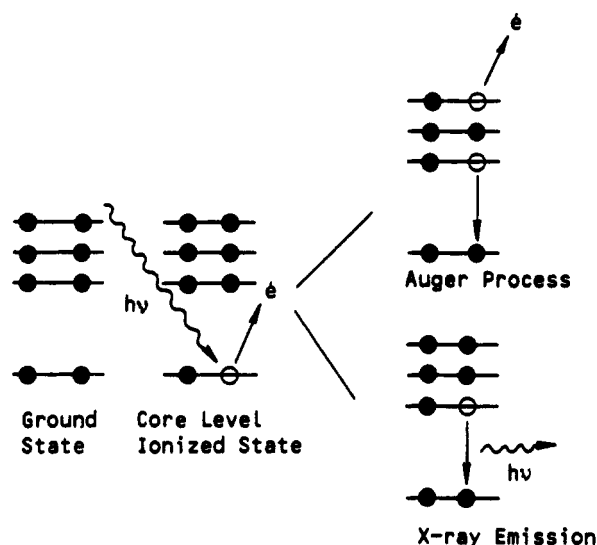 ė
Auger Process
hν
ė
Ground
State
Core Level
Ionized State
hν
X-ray Emission